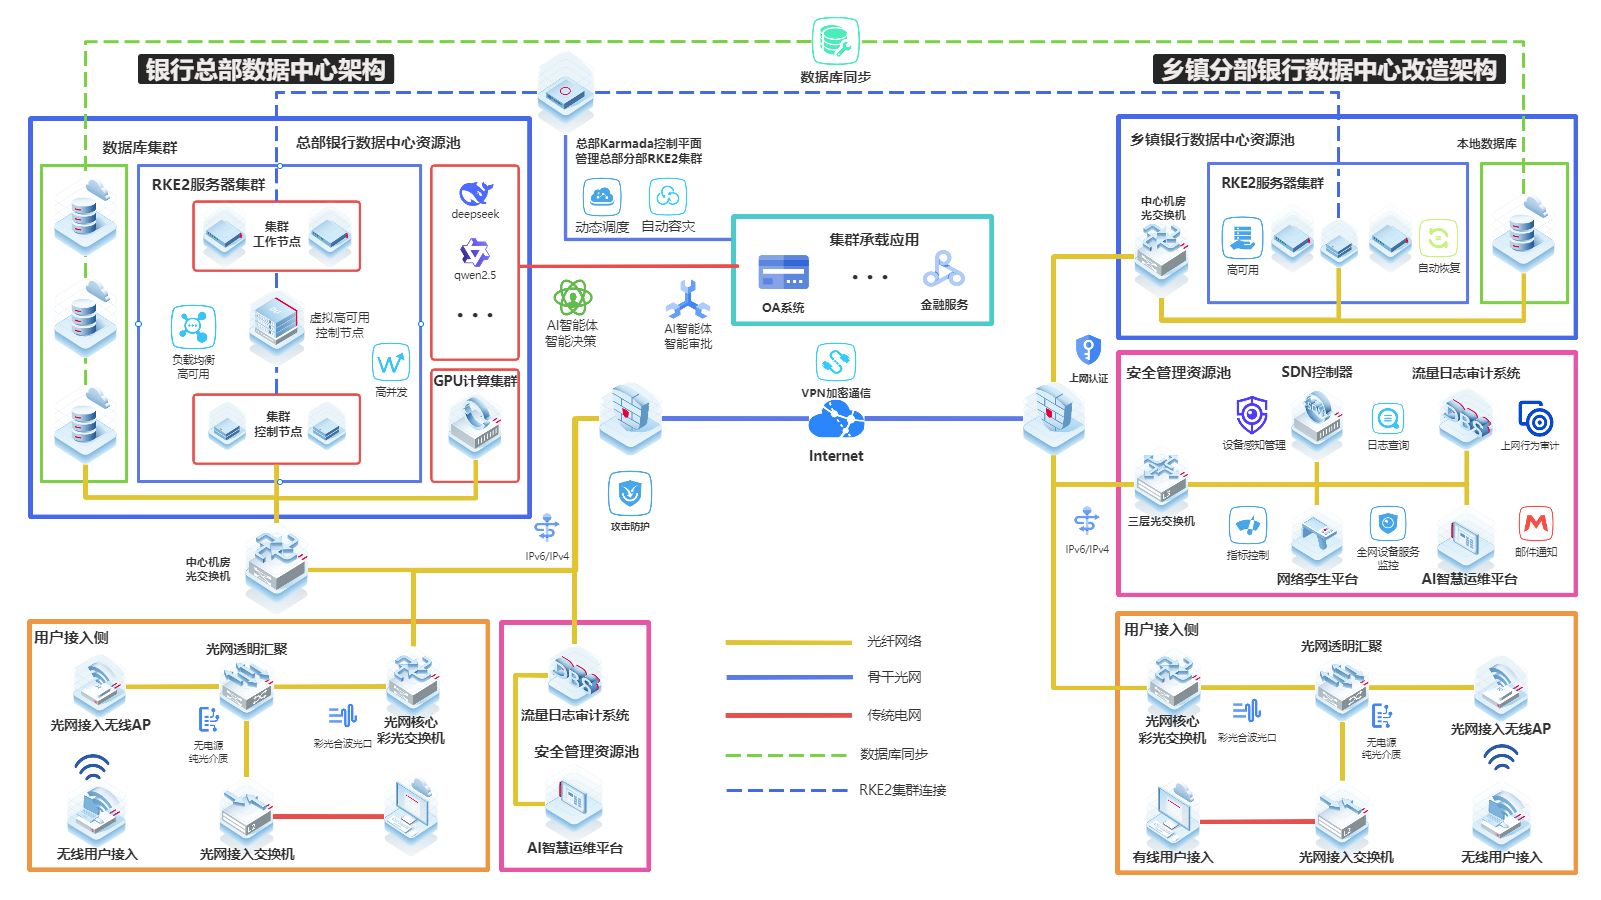 银行总部数据中心架构
数据库同步
乡镇分部银行数据中心改造架构
数据库集群
总部银行数据中心资源池
RKE2服务器集群
集群
工作节点
虚拟高可用
控制节点
负载均衡
高可用
高并发
集群
控制节点
deepseek
qwen2.5
• • •
GPU计算集群
总部Karmada控制平面
管理总部分部RKE2集群
动态调度
自动容灾
AI智能体
智能决策
AI智能体
智能审批
集群承载应用
OA系统
• • •
金融服务
VPN加密通信
Internet
攻击防护
IPv6/IPv4
中心机房
光交换机
乡镇银行数据中心资源池
本地数据库
RKE2服务器集群
中心机房
光交换机
高可用
自动恢复
上网认证
安全管理资源池
SDN控制器
流量日志审计系统
设备感知管理
日志查询
上网行为审计
L3
三层光交换机
IPv6/IPv4
指标控制
网络孪生平台
全网设备服务
监控
AI智慧运维平台
邮件通知
用户接入侧
光网透明汇聚
光网接入无线AP
无电源
纯光介质
彩光合波光口
光网核心
彩光交换机
无线用户接入
L2
光网接入交换机
DBS
流量日志审计系统
安全管理资源池
AI智慧运维平台
光纤网络
骨干光网
传统电网
数据库同步
RKE2集群连接
用户接入侧
光网透明汇聚
光网核心
彩光交换机
彩光合波光口
无电源
纯光介质
光网接入无线AP
有线用户接入
L2
光网接入交换机
无线用户接入
DBS